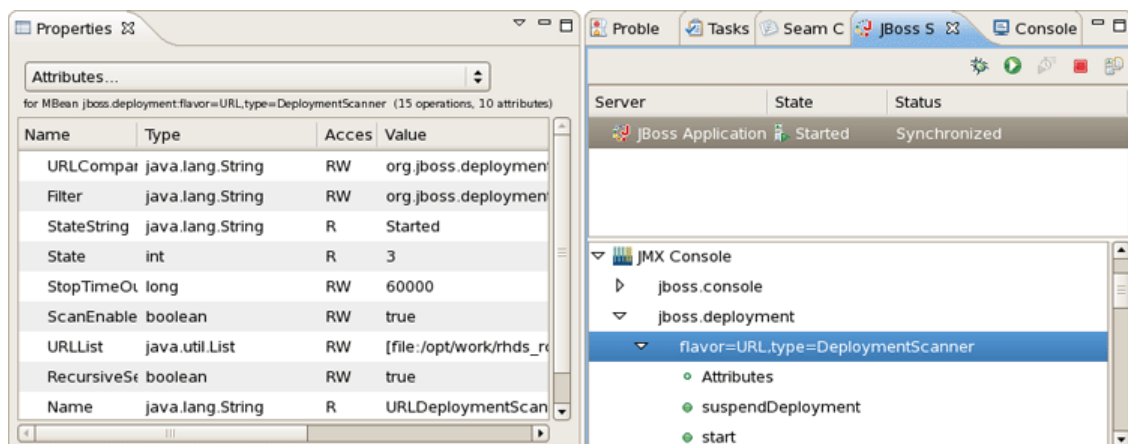 Properties
Attributes...
for MBean jboss.deployment:flavor=URL,type=DeploymentScanner (15 operations, 10 attributes)
Name Type Acces Value
URLCompar java.lang.String RW org.jboss.deployment
Filter java.lang.String RW org.jboss.deployment
StateString java.lang.String R Started
State int R 3
StopTimeOu long RW 60000
ScanEnable boolean RW true
URLList java.util.List RW [file:/opt/work/rhds_ro
RecursiveSe boolean RW true
Name java.lang.String R URLDeploymentScan
Proble Tasks Seam C JBoss S Console
Server State Status
JBoss Application Started Synchronized
JMX Console
jboss.console
jboss.deployment
flavor=URL,type=DeploymentScanner
Attributes
suspendDeployment
start